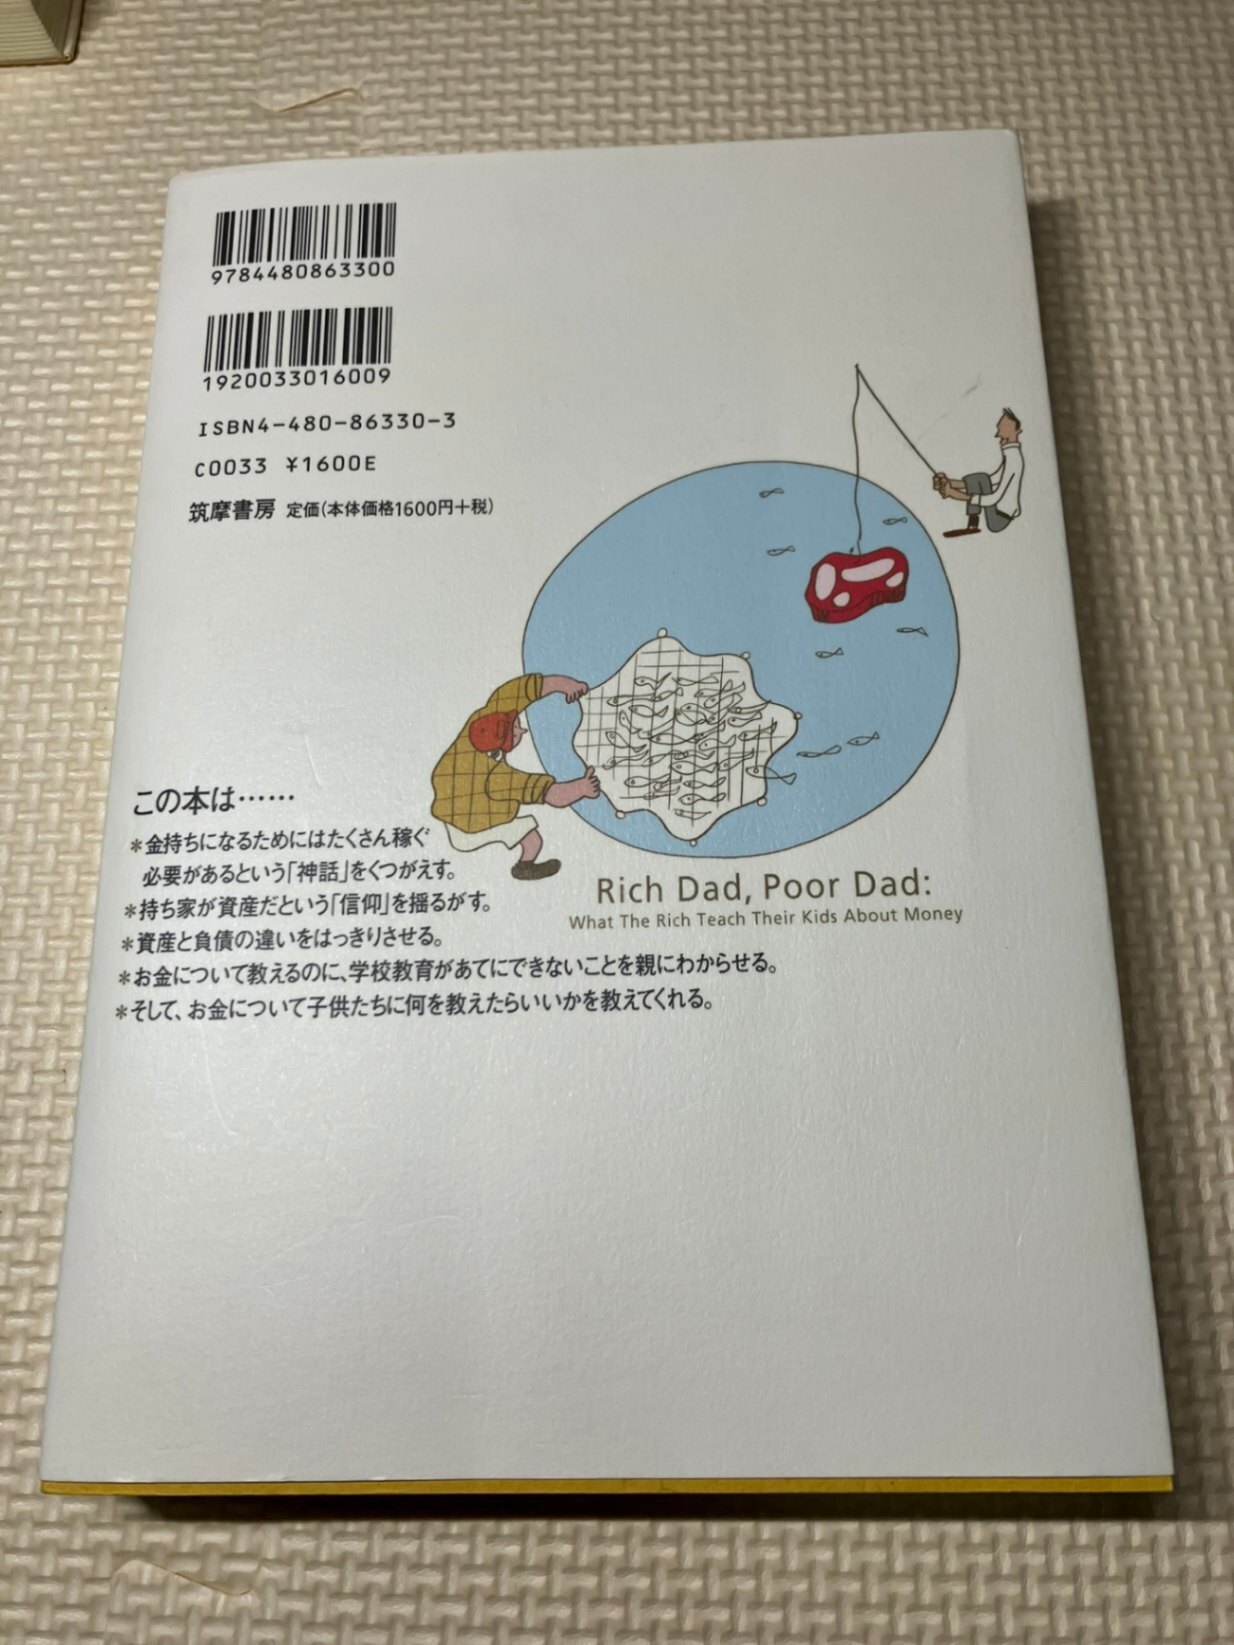 9784480863300
1920033016009
ISBN4-480-86330-3
C0033 ¥1600E
筑摩書房 定価(本体価格1600円+税)
この本は……
*金持ちになるためにはたくさん稼ぐ
必要があるという「神話」をくつがえす。
*持ち家が資産だという「信仰」を揺るがす。
*資産と負債の違いをはっきりさせる。
*お金について教えるのに、学校教育があてにできないことを親にわからせる。
*そして、お金について子供たちに何を教えたらいいかを教えてくれる。
Rich Dad, Poor Dad:
What The Rich Teach Their Kids About Money